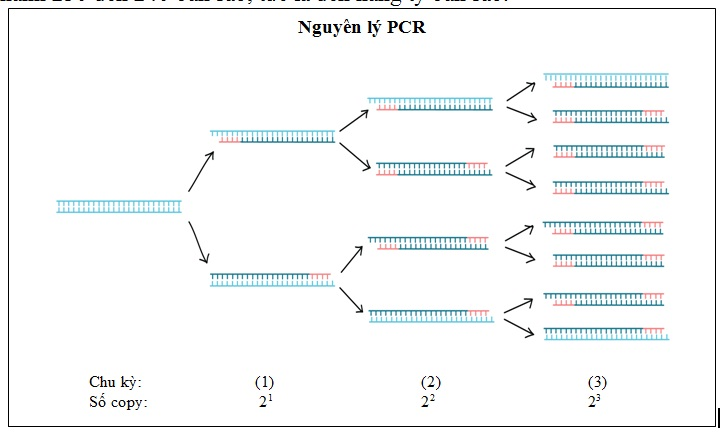 Nguyên lý PCR
Chu kỳ: (1) (2) (3)
Số copy: 2¹ 2² 2³